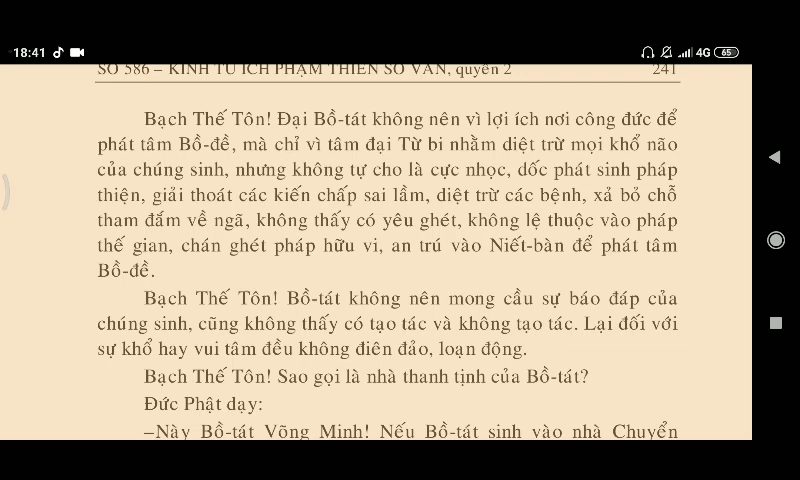 18:41
4G 65
SỐ 586 – KINH TƯ ÍCH PHẠM THIÊN SỞ VẤN, quyển 2 241
Bạch Thế Tôn! Đại Bồ-tát không nên vì lợi ích nơi công đức để
phát tâm Bồ-đề, mà chỉ vì tâm đại Từ bi nhằm diệt trừ mọi khổ não
của chúng sinh, nhưng không tự cho là cực nhọc, dốc phát sinh pháp
thiện, giải thoát các kiến chấp sai lầm, diệt trừ các bệnh, xả bỏ chỗ
tham đắm về ngã, không thấy có yêu ghét, không lệ thuộc vào pháp
thế gian, chán ghét pháp hữu vi, an trú vào Niết-bàn để phát tâm
Bồ-đề.
Bạch Thế Tôn! Bồ-tát không nên mong cầu sự báo đáp của
chúng sinh, cũng không thấy có tạo tác và không tạo tác. Lại đối với
sự khổ hay vui tâm đều không điên đảo, loạn động.
Bạch Thế Tôn! Sao gọi là nhà thanh tịnh của Bồ-tát?
Đức Phật dạy:
–Này Bồ-tát Võng Minh! Nếu Bồ-tát sinh vào nhà Chuyển